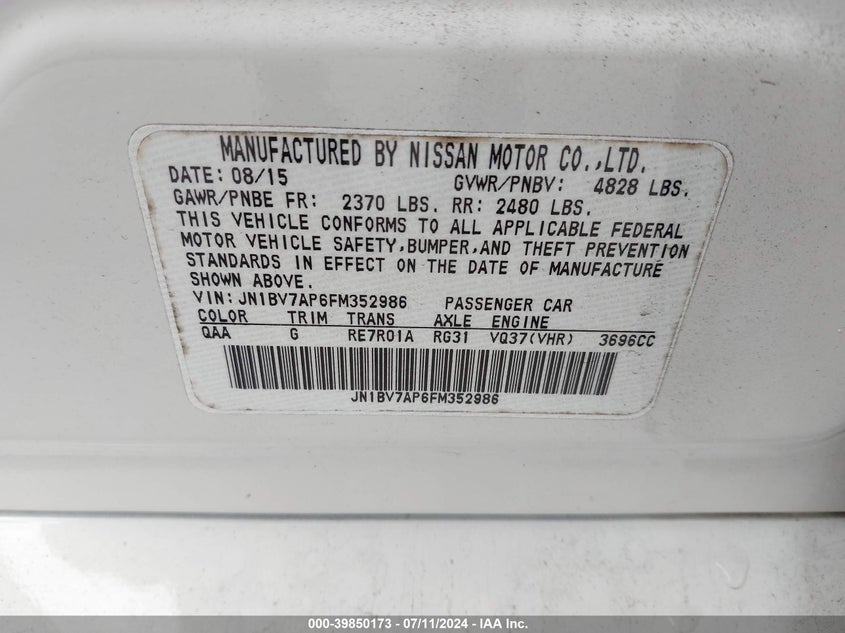 MANUFACTURED BY NISSAN MOTOR CO.,LTD.
DATE: 08/15 GVWR/PNBV: 4828 LBS.
GAWR/PNBE FR: 2370 LBS. RR: 2480 LBS.
THIS VEHICLE CONFORMS TO ALL APPLICABLE FEDERAL
MOTOR VEHICLE SAFETY,BUMPER,AND THEFT PREVENTION
STANDARDS IN EFFECT ON THE DATE OF MANUFACTURE
SHOWN ABOVE.
VIN:JN1BV7AP6FM352986 PASSENGER CAR
COLOR TRIM TRANS AXLE ENGINE
QAA G RE7R01A RG31 VQ37(VHR) 3696CC
JN1BV7AP6FM352986
000-39850173 - 07/11/2024 - IAA Inc.